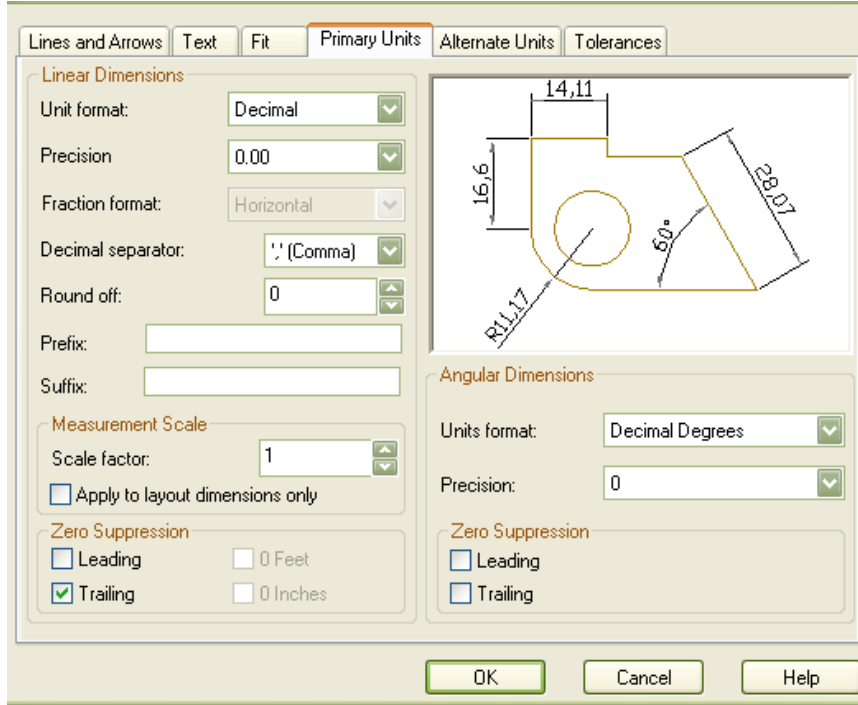 Lines and Arrows Text Fit Primary Units Alternate Units Tolerances
Linear Dimensions
Unit format: Decimal
Precision 0.00
Fraction format: Horizontal
Decimal separator: ',' (Comma)
Round off: 0
Prefix:
Suffix:
Measurement Scale
Scale factor: 1
Apply to layout dimensions only
Zero Suppression
Leading 0 Feet
Trailing 0 Inches
14,11
16,6
28,07
60°
R11,17
Angular Dimensions
Units format: Decimal Degrees
Precision: 0
Zero Suppression
Leading
Trailing
OK Cancel Help